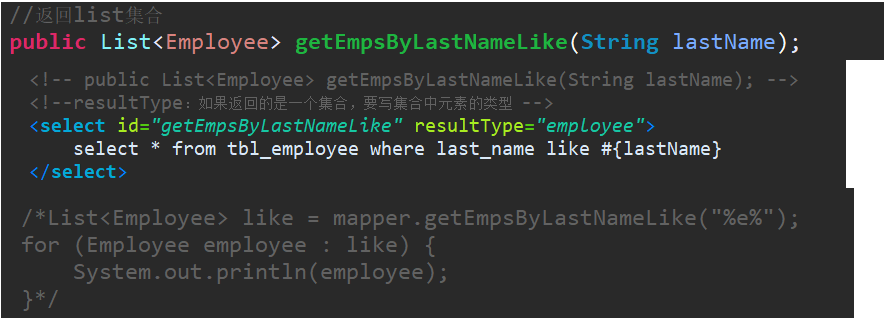 //返回list集合
public List<Employee> getEmpsByLastNameLike(String lastName);
<!-- public List<Employee> getEmpsByLastNameLike(String lastName); -->
<!--resultType：如果返回的是一个集合，要写集合中元素的类型 -->
<select id="getEmpsByLastNameLike" resultType="employee">
select * from tbl_employee where last_name like #{lastName}
</select>
/*List<Employee> like = mapper.getEmpsByLastNameLike("%e%");
for (Employee employee : like) {
System.out.println(employee);
}*/